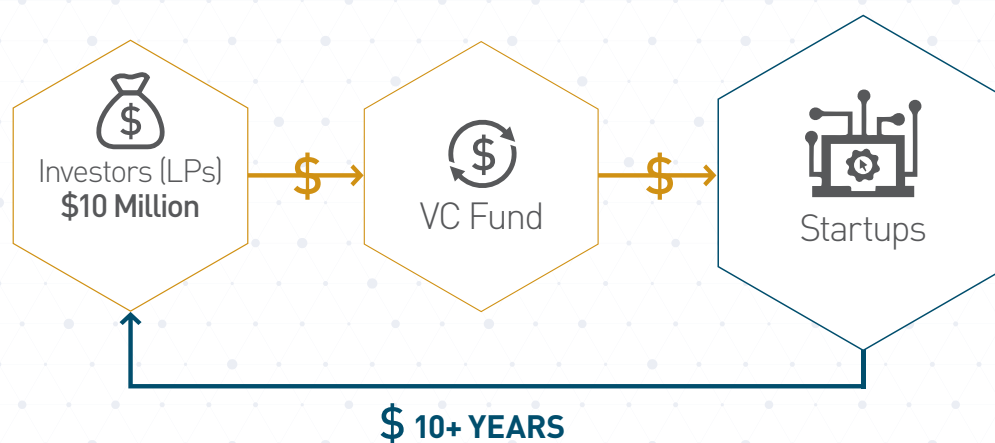 $
Investors (LPs)
$10 Million
$
$
VC Fund
$
Startups
$ 10+ YEARS